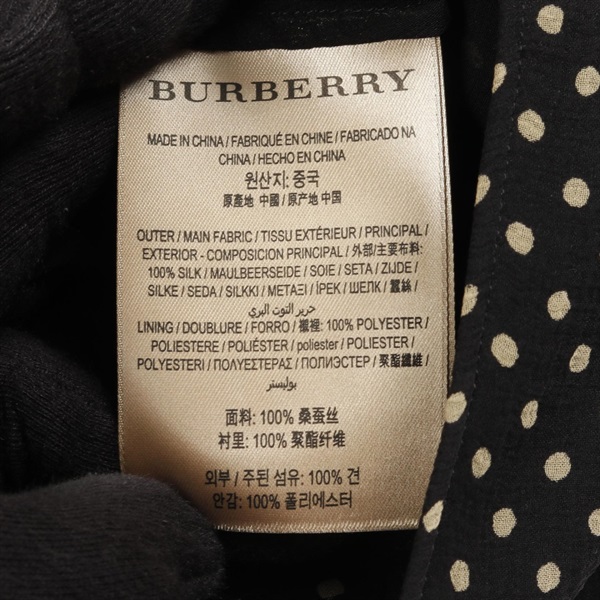 BURBERRY
MADE IN CHINA / FABRIQUÉ EN CHINE / FABRICADO NA
CHINA / HECHO EN CHINA
원산지: 중국
原產地 中國 / 原产地 中国
OUTER / MAIN FABRIC / TISSU EXTÉRIEUR / PRINCIPAL /
EXTERIOR - COMPOSICION PRINCIPAL / 外部/主要布料:
100% SILK / MAULBEERSEIDE / SOIE / SETA / ZIJDE /
SILKE / SEDA / SILKKI / ΜΕΤΑΞΙ / İPEK / ШЕЛК / 蠶絲 /
حرير التوت البري
LINING / DOUBLURE / FORRO / 襯裡: 100% POLYESTER /
POLIESTERE / POLIÉSTER / poliester / POLIESTER /
POLYESTERI / ΠΟΛΥΕΣΤΕΡΑΣ / ПОЛИЭСТЕР / 聚酯纖維 /
بوليستر
面料: 100% 桑蚕丝
衬里: 100% 聚酯纤维
외부 / 주된 섬유: 100% 견
안감: 100% 폴리에스터